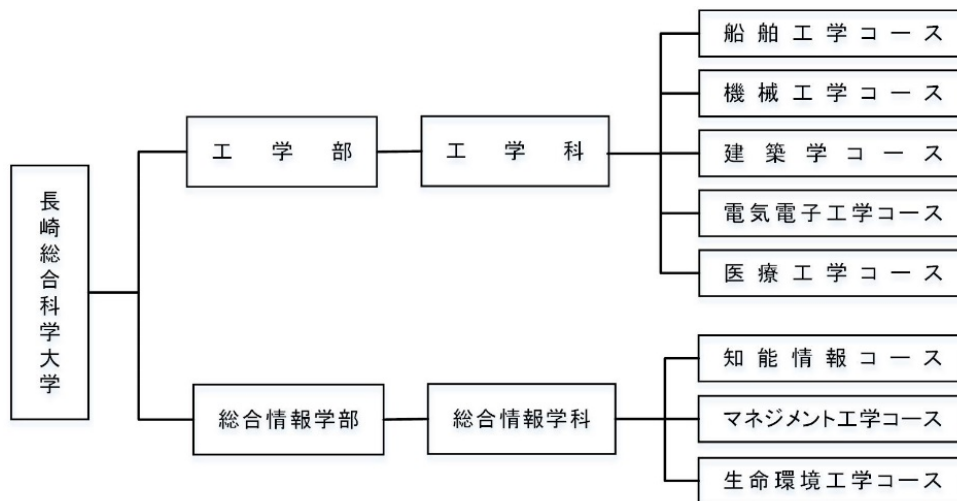 長崎総合科学大学
工学部
工学科
船舶工学コース
機械工学コース
建築学コース
電気電子工学コース
医療工学コース
総合情報学部
総合情報学科
知能情報コース
マネジメント工学コース
生命環境工学コース